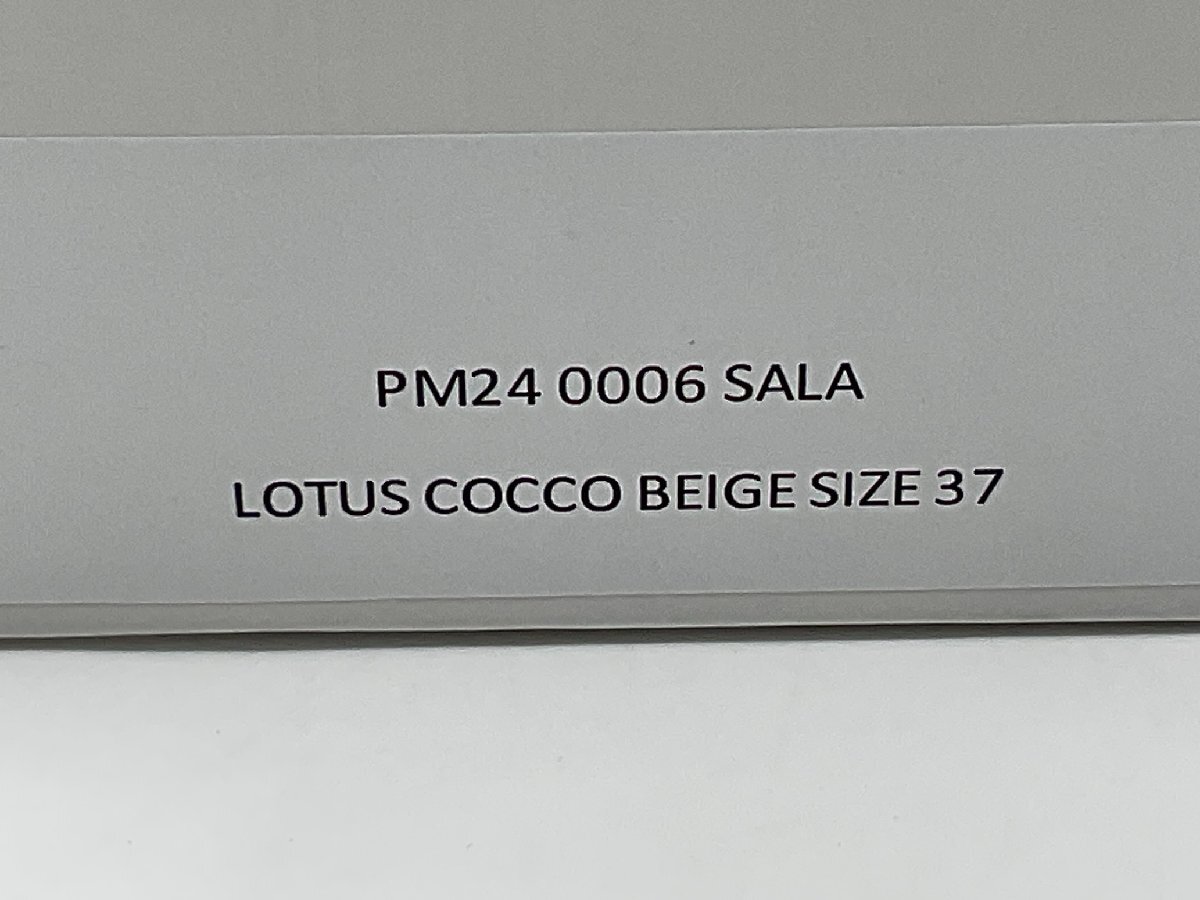 PM24 0006 SALA
LOTUS COCCO BEIGE SIZE 37